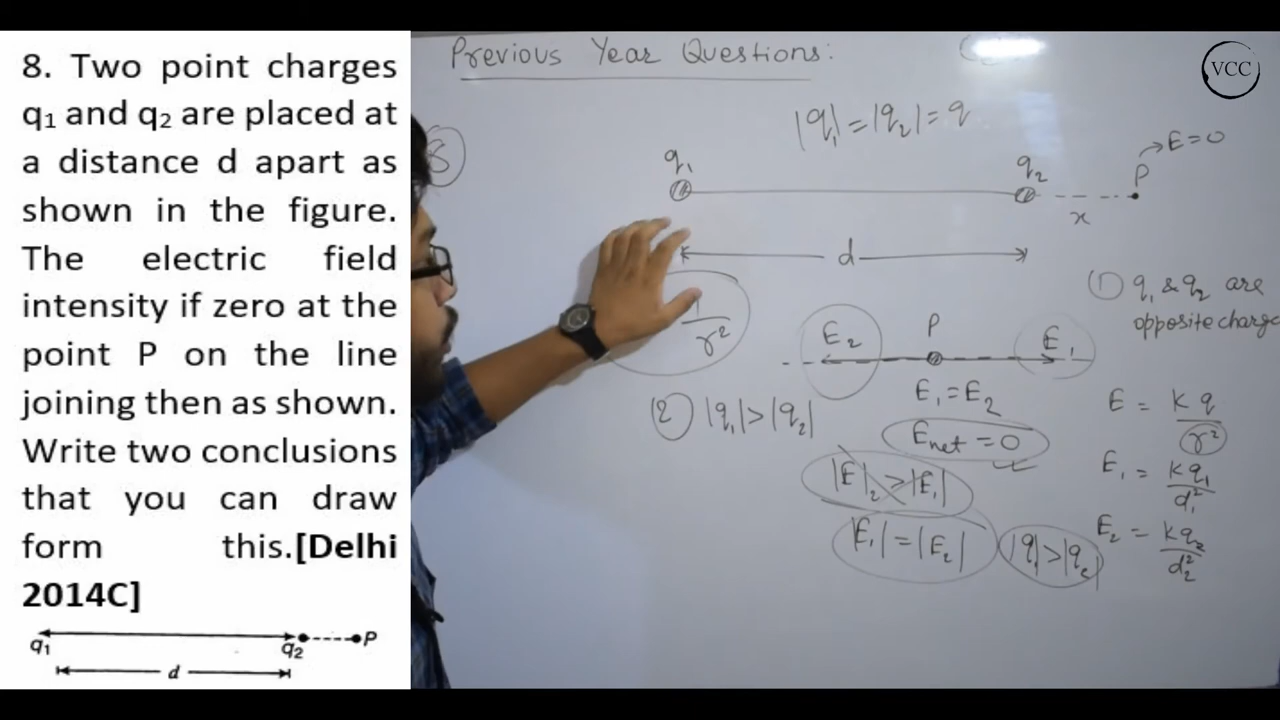 8. Two point charges
q₁ and q₂ are placed at
a distance d apart as
shown in the figure.
The electric field
intensity if zero at the
point P on the line
joining then as shown.
Write two conclusions
that you can draw
form this.[Delhi
2014C]
q₁ q₂ P
d
Previous Year Questions:
VCC
8
|q₁|=|q₂|=q
q₁ q₂ P →E=0
x
d
1/r²
(1) q₁ & q₂ are
opposite charge
E₂ P E₁
E₁=E₂
Enet =0
(2) |q₁|>|q₂|
|E|₂>|E₁|
|E₁|=|E₂| |q₁|>|q₂|
E = kq/r²
E₁ = kq₁/d₁²
E₂ = kq₂/d₂²